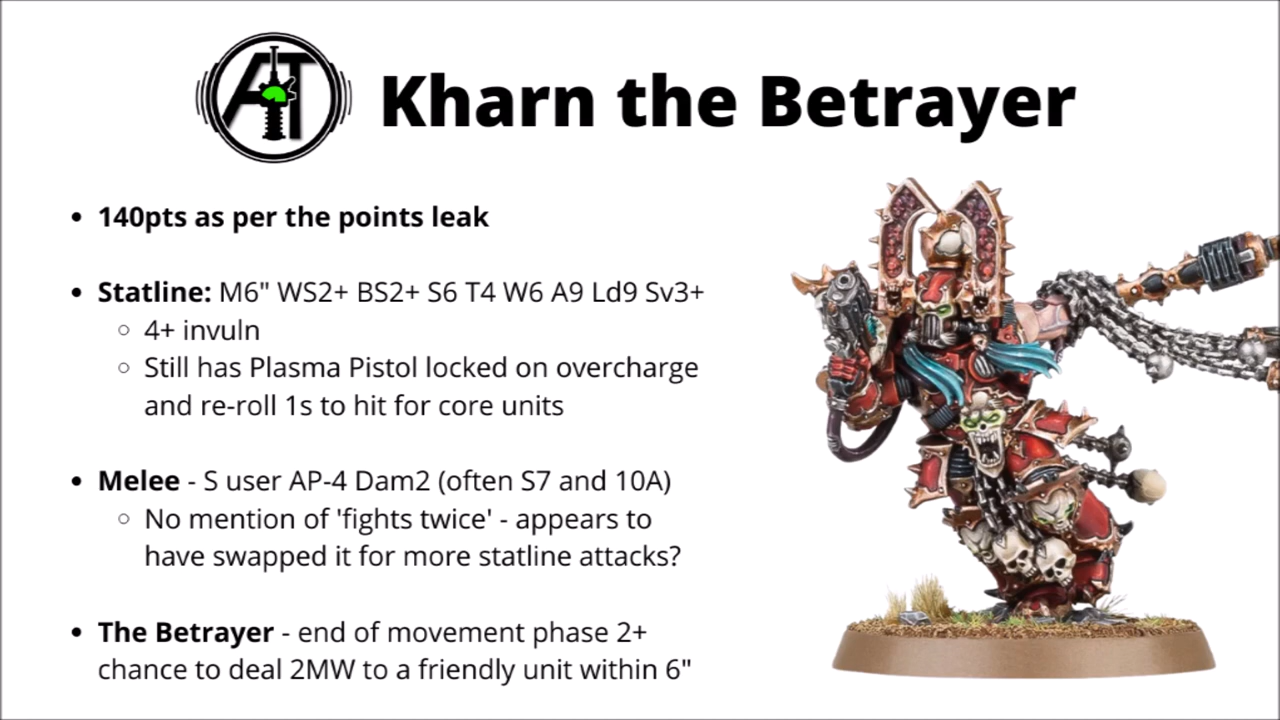 AT
Kharn the Betrayer
• 140pts as per the points leak
• Statline: M6" WS2+ BS2+ S6 T4 W6 A9 Ld9 Sv3+
○ 4+ invuln
○ Still has Plasma Pistol locked on overcharge
and re-roll 1s to hit for core units
• Melee - S user AP-4 Dam2 (often S7 and 10A)
○ No mention of 'fights twice' - appears to
have swapped it for more statline attacks?
• The Betrayer - end of movement phase 2+
chance to deal 2MW to a friendly unit within 6"